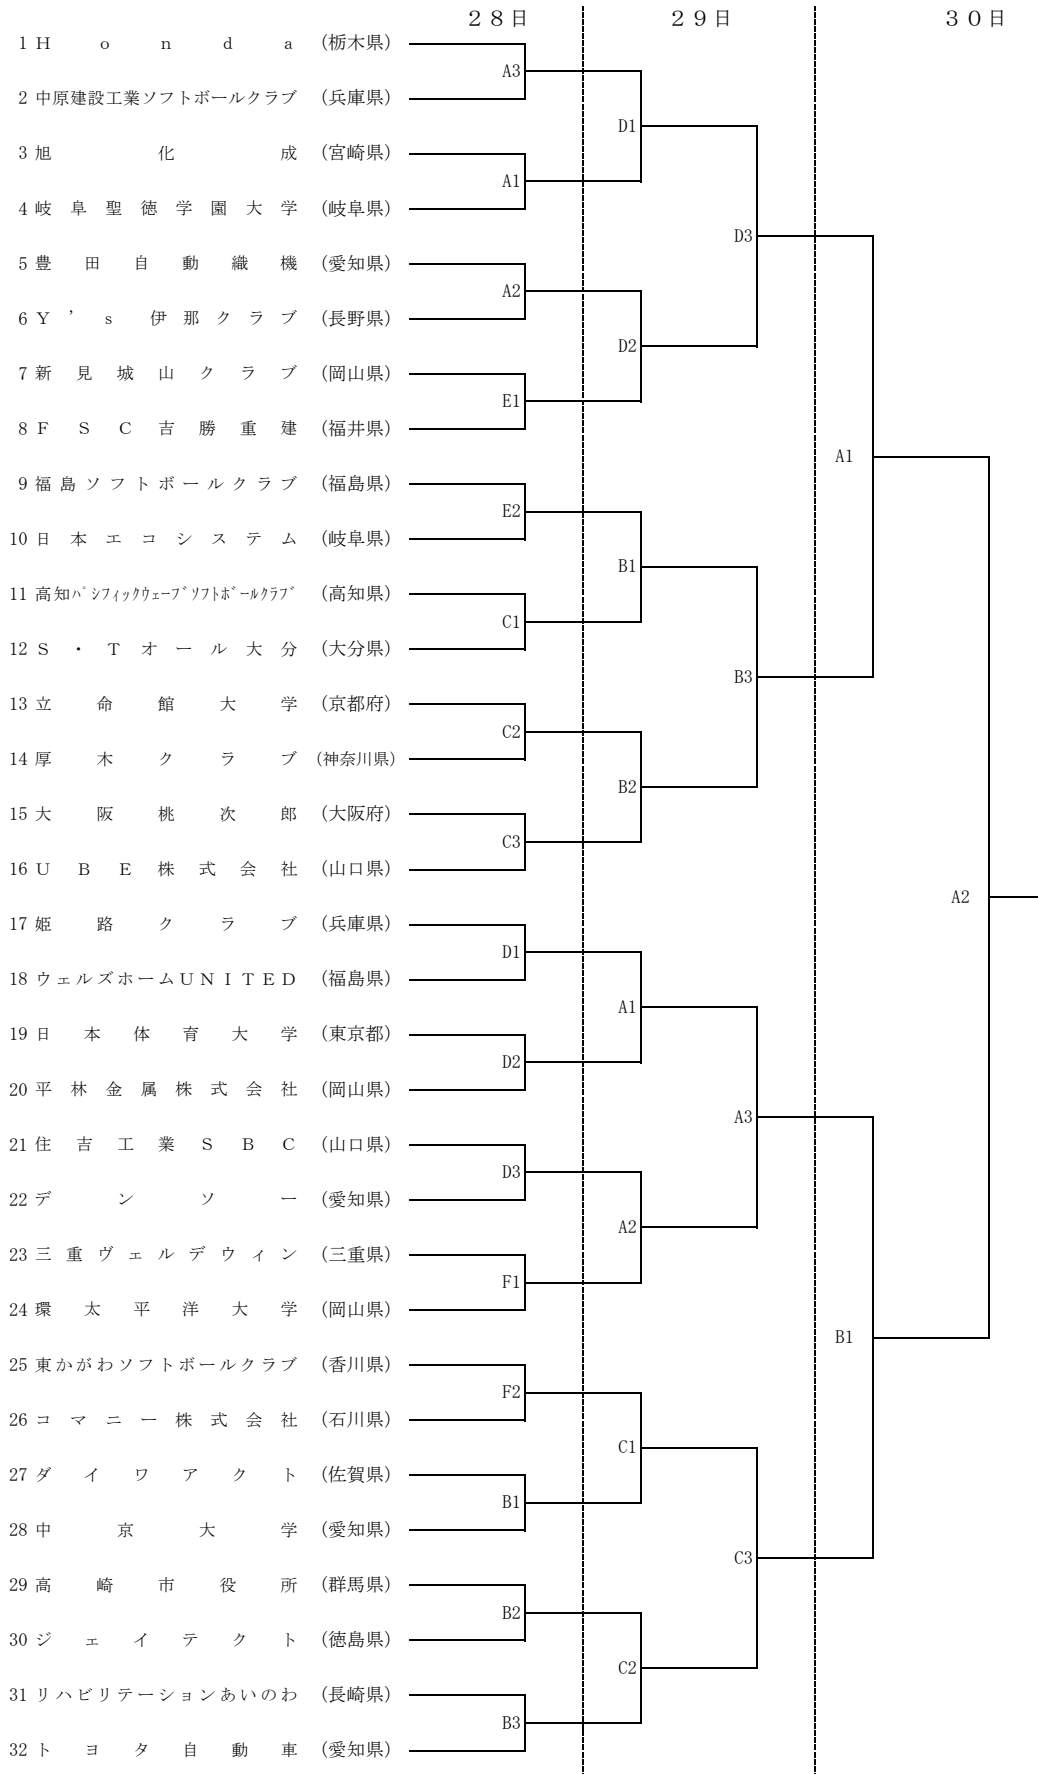 ２８日 ２９日 ３０日
1 Ｈｏｎｄａ (栃木県)
A3
2 中原建設工業ソフトボールクラブ (兵庫県)
D1
3 旭化成 (宮崎県)
A1
4 岐阜聖徳学園大学 (岐阜県)
D3
5 豊田自動織機 (愛知県)
A2
6 Ｙ’ｓ伊那クラブ (長野県)
D2
7 新見城山クラブ (岡山県)
E1
8 ＦＳＣ吉勝重建 (福井県)
A1
9 福島ソフトボールクラブ (福島県)
E2
10 日本エコシステム (岐阜県)
B1
11 高知ﾊﾟｼﾌｨｯｸｳｪｰﾌﾞｿﾌﾄﾎﾞｰﾙｸﾗﾌﾞ (高知県)
C1
12 Ｓ・Ｔオール大分 (大分県)
B3
13 立命館大学 (京都府)
C2
14 厚木クラブ (神奈川県)
B2
15 大阪桃次郎 (大阪府)
C3
16 ＵＢＥ株式会社 (山口県)
A2
17 姫路クラブ (兵庫県)
D1
18 ウェルズホームＵＮＩＴＥＤ (福島県)
A1
19 日本体育大学 (東京都)
D2
20 平林金属株式会社 (岡山県)
A3
21 住吉工業ＳＢＣ (山口県)
D3
22 デンソー (愛知県)
A2
23 三重ヴェルデウィン (三重県)
F1
24 環太平洋大学 (岡山県)
B1
25 東かがわソフトボールクラブ (香川県)
F2
26 コマニー株式会社 (石川県)
C1
27 ダイワアクト (佐賀県)
B1
28 中京大学 (愛知県)
C3
29 高崎市役所 (群馬県)
B2
30 ジェイテクト (徳島県)
C2
31 リハビリテーションあいのわ (長崎県)
B3
32 トヨタ自動車 (愛知県)